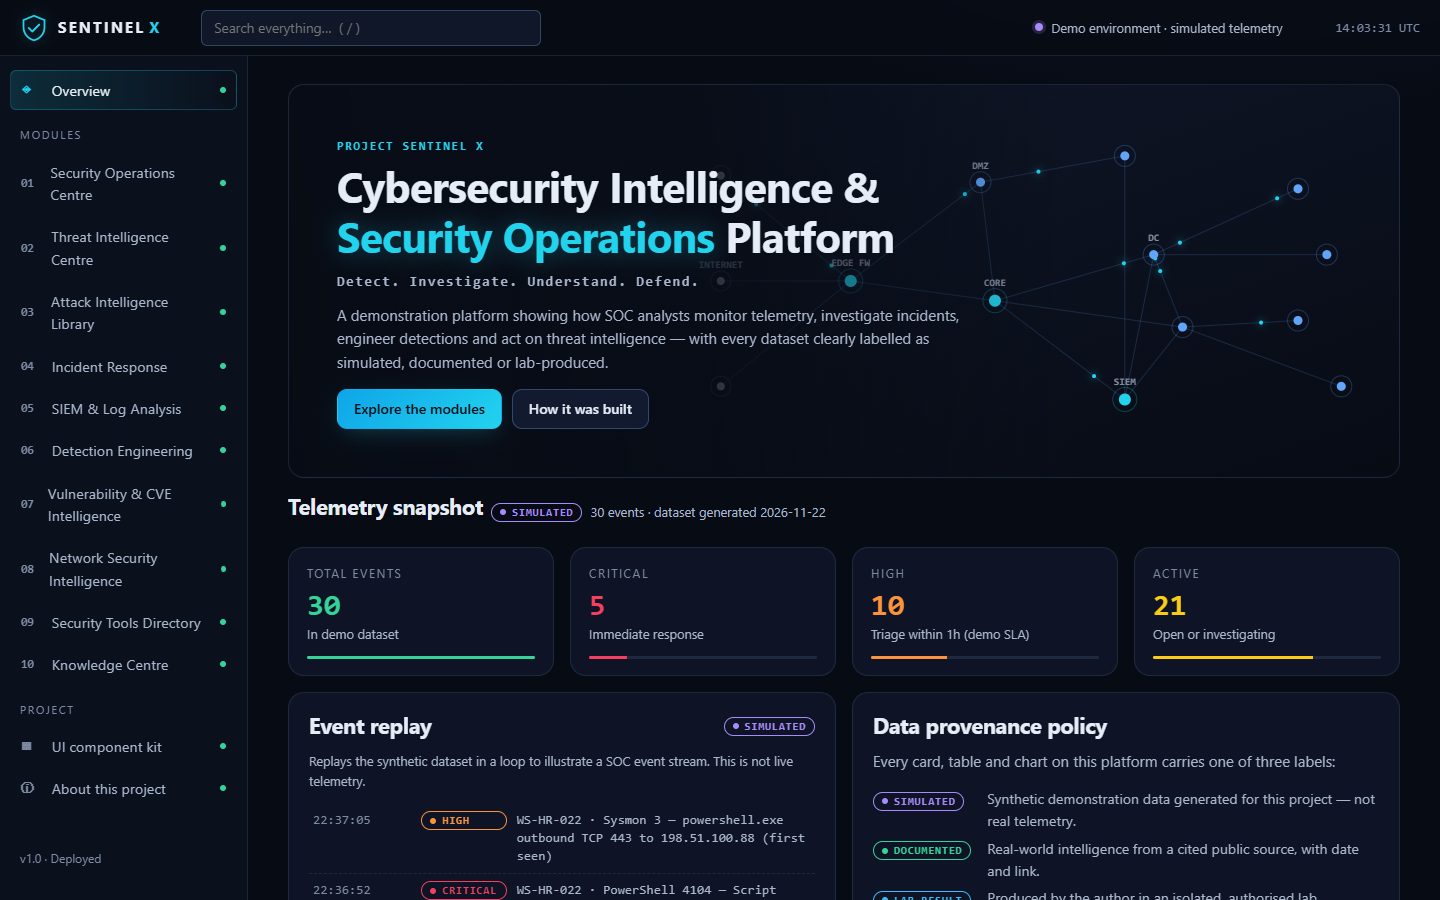 SENTINEL X
Search everything... ( / )
Demo environment · simulated telemetry
14:03:31 UTC
Overview
MODULES
01 Security Operations
Centre
02 Threat Intelligence
Centre
03 Attack Intelligence
Library
04 Incident Response
05 SIEM & Log Analysis
06 Detection Engineering
07 Vulnerability & CVE
Intelligence
08 Network Security
Intelligence
09 Security Tools Directory
10 Knowledge Centre
PROJECT
UI component kit
About this project
v1.0 · Deployed
PROJECT SENTINEL X
Cybersecurity Intelligence &
Security Operations Platform
Detect. Investigate. Understand. Defend.
A demonstration platform showing how SOC analysts monitor telemetry, investigate incidents,
engineer detections and act on threat intelligence — with every dataset clearly labelled as
simulated, documented or lab-produced.
Explore the modules
How it was built
INTERNET
EDGE FW
DMZ
CORE
DC
SIEM
Telemetry snapshot
SIMULATED
30 events · dataset generated 2026-11-22
TOTAL EVENTS
30
In demo dataset
CRITICAL
5
Immediate response
HIGH
10
Triage within 1h (demo SLA)
ACTIVE
21
Open or investigating
Event replay
SIMULATED
Replays the synthetic dataset in a loop to illustrate a SOC event stream. This is not live
telemetry.
22:37:05 HIGH WS-HR-022 · Sysmon 3 — powershell.exe
outbound TCP 443 to 198.51.100.88 (first
seen)
22:36:52 CRITICAL WS-HR-022 · PowerShell 4104 — Script
Data provenance policy
Every card, table and chart on this platform carries one of three labels:
SIMULATED Synthetic demonstration data generated for this project — not
real telemetry.
DOCUMENTED Real-world intelligence from a cited public source, with date
and link.
LAB RESULT Produced by the author in an isolated, authorised lab